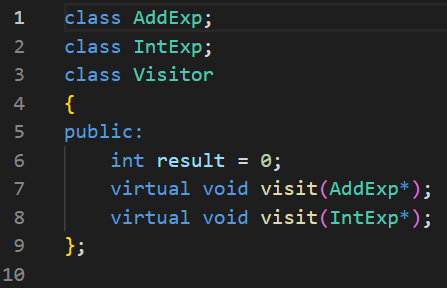 1 class AddExp;
2 class IntExp;
3 class Visitor
4 {
5 public:
6     int result = 0;
7     virtual void visit(AddExp*);
8     virtual void visit(IntExp*);
9 };
10